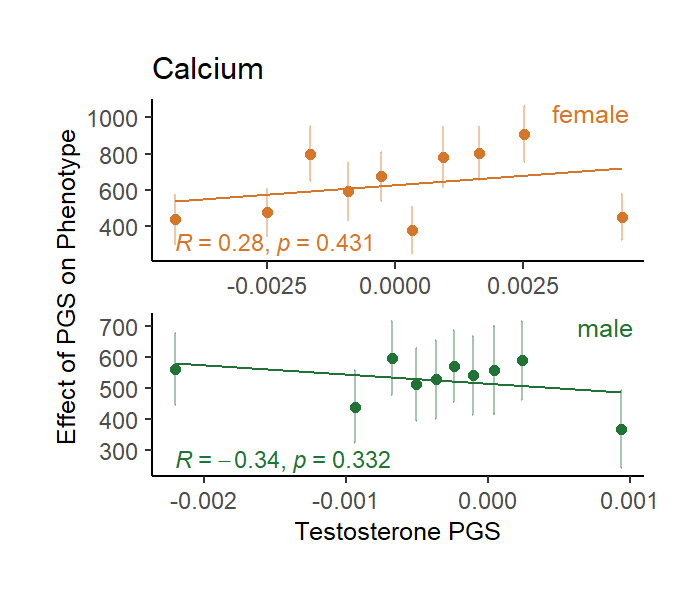 Calcium
Effect of PGS on Phenotype
female
1000
800
600
400
R = 0.28, p = 0.431
-0.0025 0.0000 0.0025
male
700
600
500
400
300
R = −0.34, p = 0.332
-0.002 -0.001 0.000 0.001
Testosterone PGS